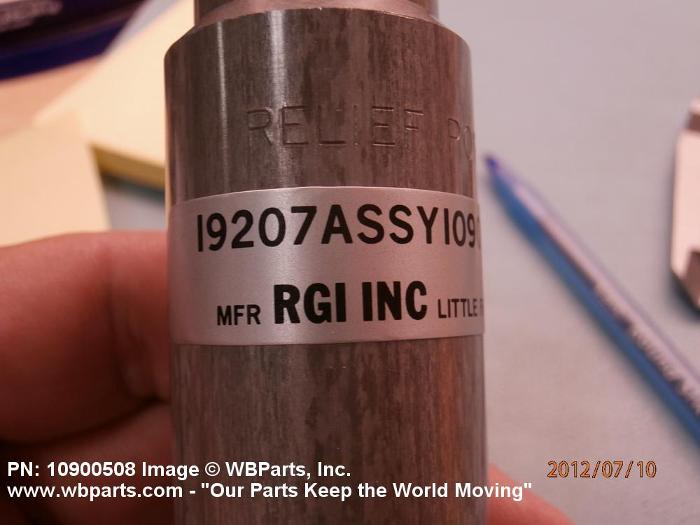 RELIEF
19207ASSY109
MFR RGI INC LITTLE
PN: 10900508 Image © WBParts, Inc.
2012/07/10
www.wbparts.com - "Our Parts Keep the World Moving"